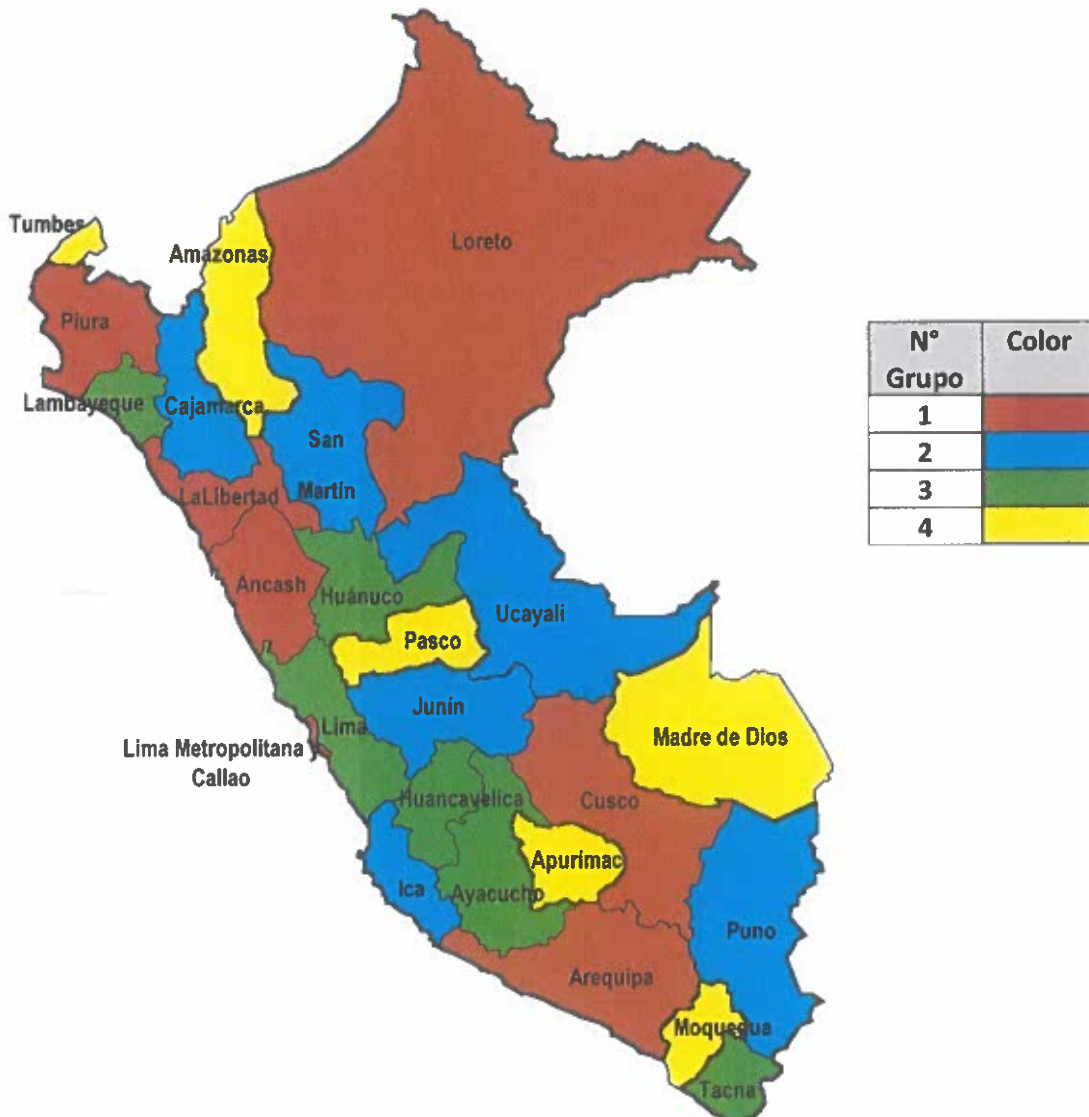 Tumbes
Amazonas
Loreto
Piura
Lambayeque
Cajamarca
San
Martín
LaLibertad
Ancash
Huánuco
Ucayali
Pasco
Junín
Lima
Lima Metropolitana y
Callao
Madre de Dios
Huancavelica
Cusco
Apurímac
Ica
Ayacucho
Puno
Arequipa
Moquegua
Tacna
N°
Grupo
Color
1
2
3
4